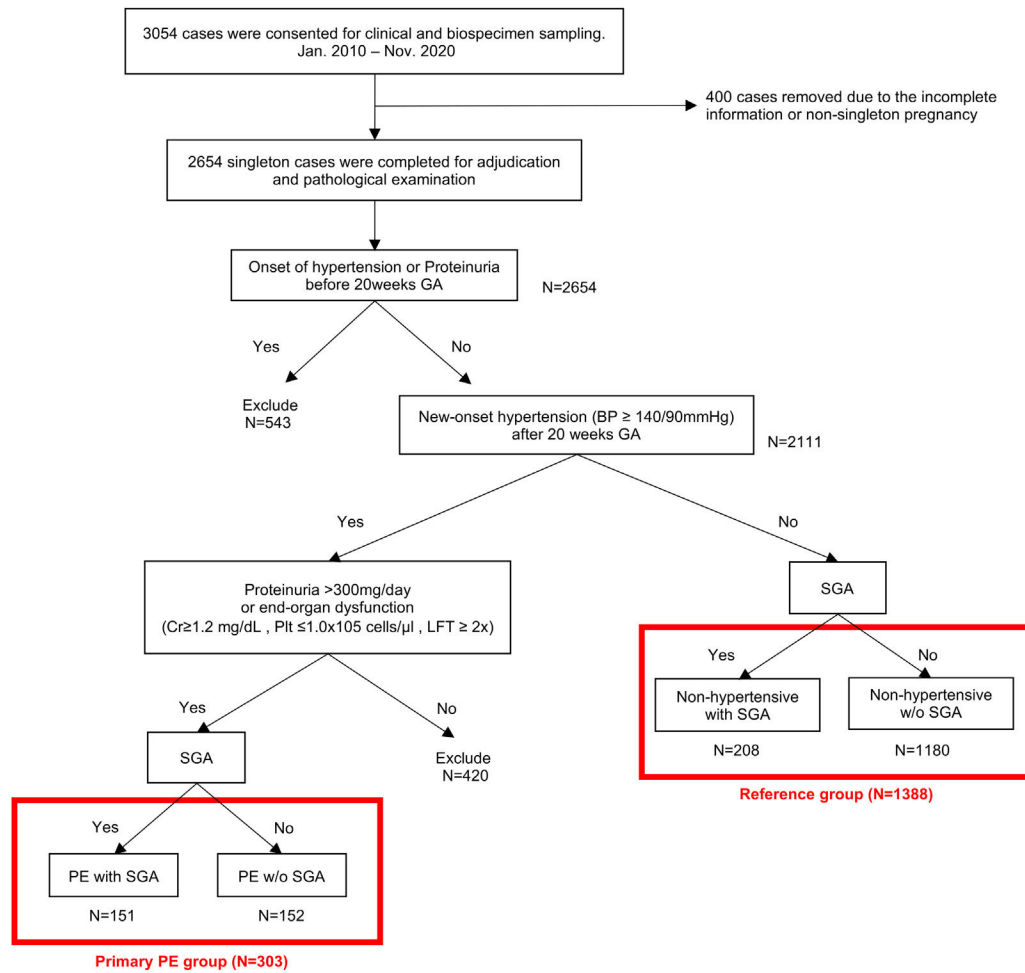 3054 cases were consented for clinical and biospecimen sampling.
Jan. 2010 – Nov. 2020
400 cases removed due to the incomplete
information or non-singleton pregnancy
2654 singleton cases were completed for adjudication
and pathological examination
Onset of hypertension or Proteinuria
before 20weeks GA
N=2654
Yes
No
Exclude
N=543
New-onset hypertension (BP ≥ 140/90mmHg)
after 20 weeks GA
N=2111
Yes
No
Proteinuria >300mg/day
or end-organ dysfunction
(Cr≥1.2 mg/dL , Plt ≤1.0x105 cells/µl , LFT ≥ 2x)
SGA
Yes
No
Non-hypertensive
with SGA
Non-hypertensive
w/o SGA
N=208
N=1180
Reference group (N=1388)
Yes
No
SGA
Exclude
N=420
Yes
No
PE with SGA
PE w/o SGA
N=151
N=152
Primary PE group (N=303)